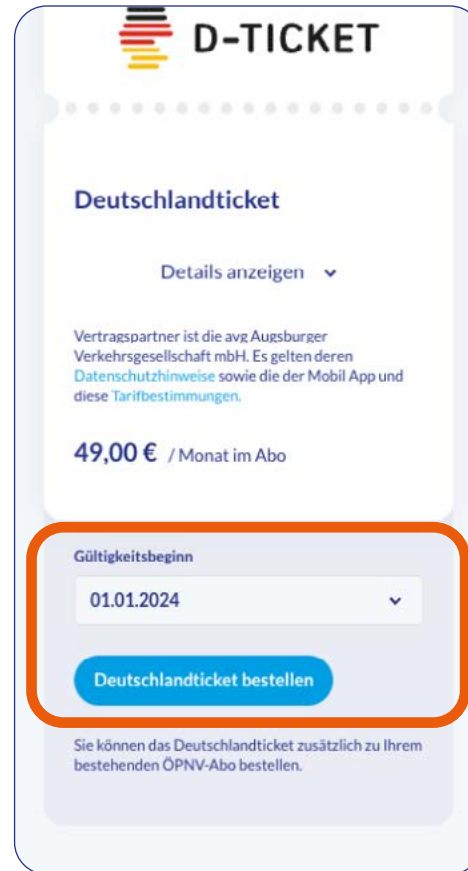 D-TICKET
Deutschlandticket
Details anzeigen
Vertragspartner ist die avg Augsburger
Verkehrsgesellschaft mbH. Es gelten deren
Datenschutzhinweise sowie die der Mobil App und
diese Tarifbestimmungen.
49,00 € / Monat im Abo
Gültigkeitsbeginn
01.01.2024
Deutschlandticket bestellen
Sie können das Deutschlandticket zusätzlich zu Ihrem
bestehenden ÖPNV-Abo bestellen.